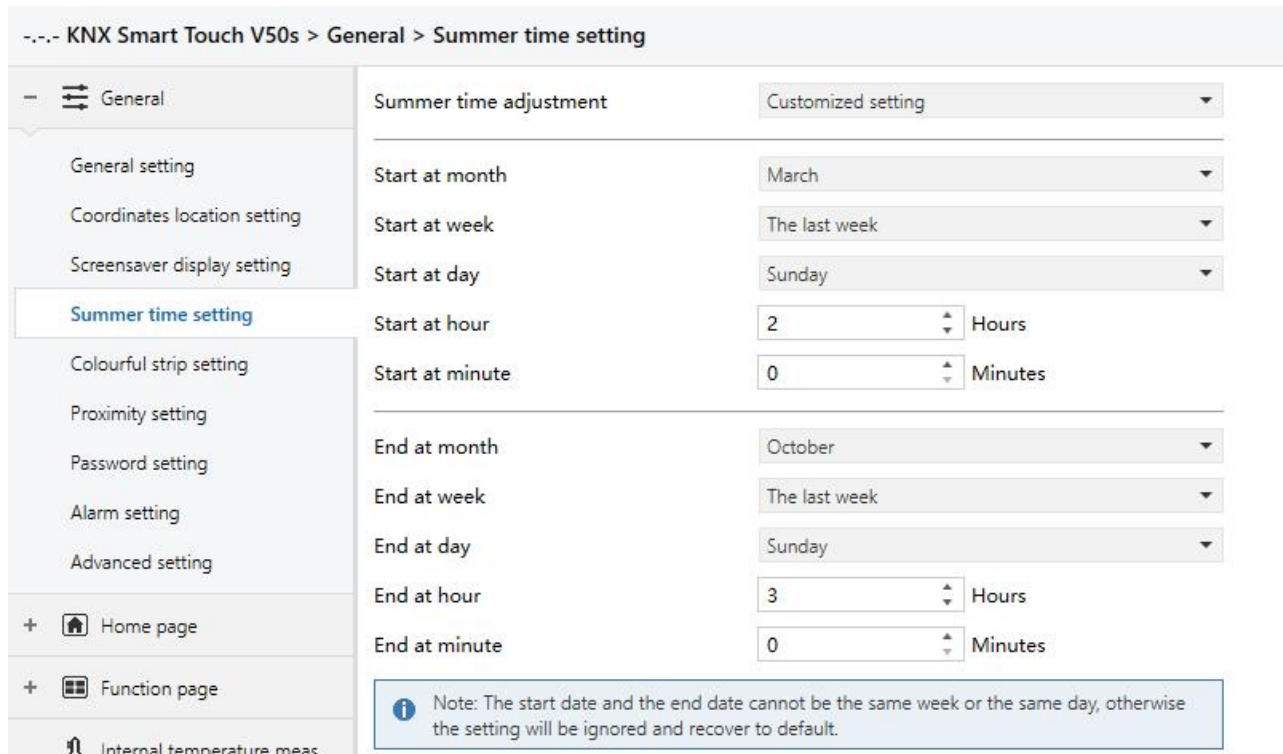 -.-.- KNX Smart Touch V50s > General > Summer time setting
General
General setting
Coordinates location setting
Screensaver display setting
Summer time setting
Colourful strip setting
Proximity setting
Password setting
Alarm setting
Advanced setting
Home page
Function page
Internal temperature meas
Summer time adjustment Customized setting
Start at month March
Start at week The last week
Start at day Sunday
Start at hour 2 Hours
Start at minute 0 Minutes
End at month October
End at week The last week
End at day Sunday
End at hour 3 Hours
End at minute 0 Minutes
Note: The start date and the end date cannot be the same week or the same day, otherwise
the setting will be ignored and recover to default.